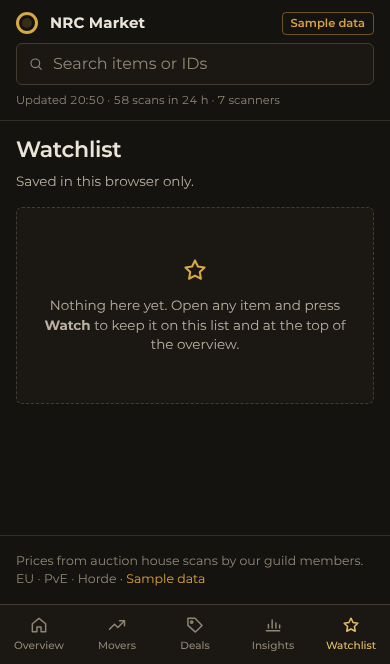 NRC Market
Sample data
Search items or IDs
Updated 20:50 · 58 scans in 24 h · 7 scanners
Watchlist
Saved in this browser only.
Nothing here yet. Open any item and press
Watch to keep it on this list and at the top of
the overview.
Prices from auction house scans by our guild members.
EU · PvE · Horde · Sample data
Overview
Movers
Deals
Insights
Watchlist